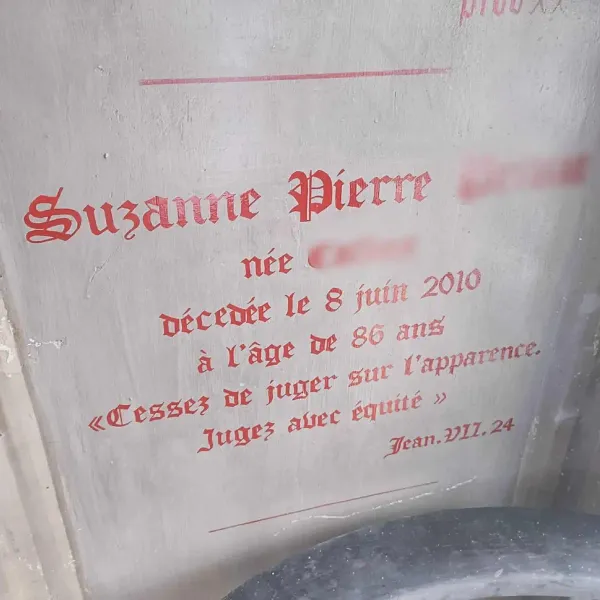 Suzanne Pierre
née
décedée le 8 juin 2010
à l'âge de 86 ans
«Cessez de juger sur l'apparence.
Jugez avec équité »
Jean. VII. 24